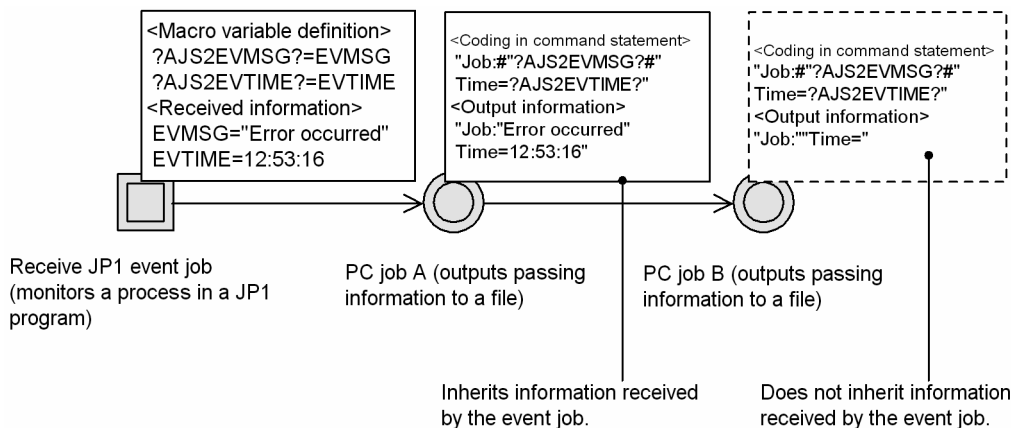 <Macro variable definition>
?AJS2EVMSG?=EVMSG
?AJS2EVTIME?=EVTIME
<Received information>
EVMSG="Error occurred"
EVTIME=12:53:16
<Coding in command statement>
"Job:#"?AJS2EVMSG?#"
Time=?AJS2EVTIME?"
<Output information>
"Job:"Error occurred"
Time=12:53:16"
<Coding in command statement>
"Job:#"?AJS2EVMSG?#"
Time=?AJS2EVTIME?"
<Output information>
"Job:""Time="
Receive JP1 event job
(monitors a process in a JP1
program)
PC job A (outputs passing
information to a file)
PC job B (outputs passing
information to a file)
Inherits information received
by the event job.
Does not inherit information
received by the event job.